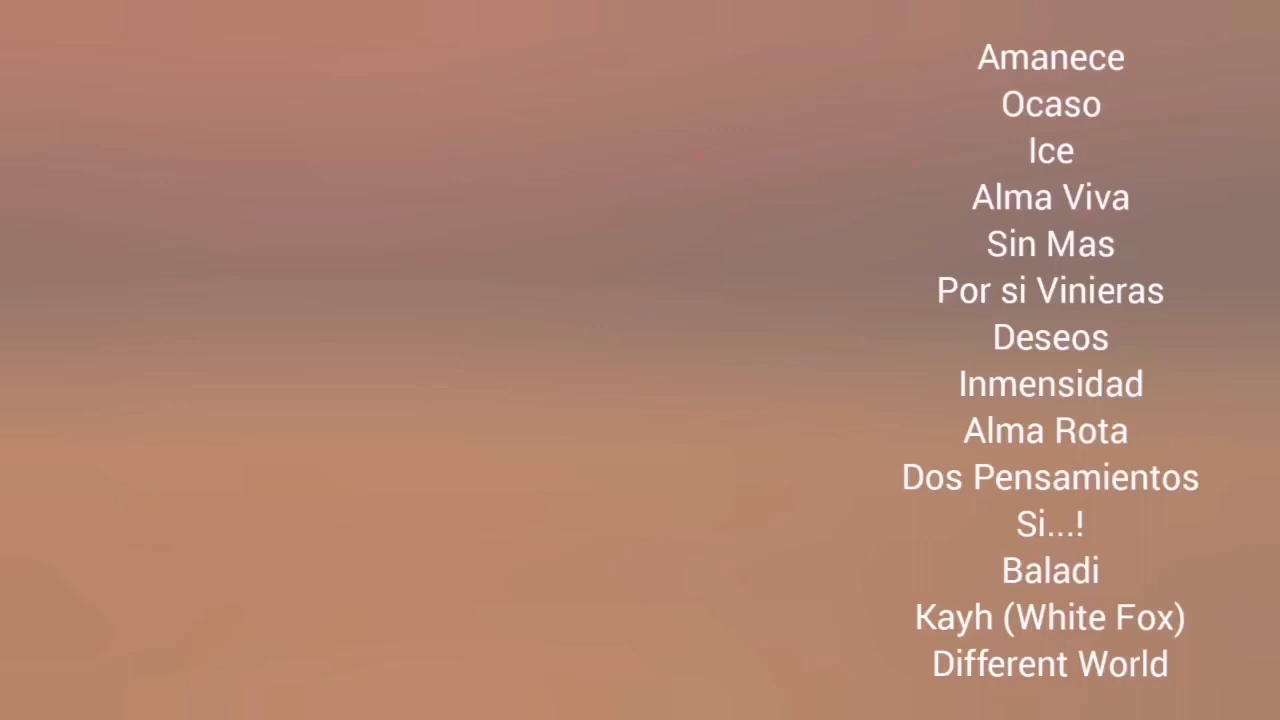 Amanece
Ocaso
Ice
Alma Viva
Sin Mas
Por si Vinieras
Deseos
Inmensidad
Alma Rota
Dos Pensamientos
Si...!
Baladi
Kayh (White Fox)
Different World